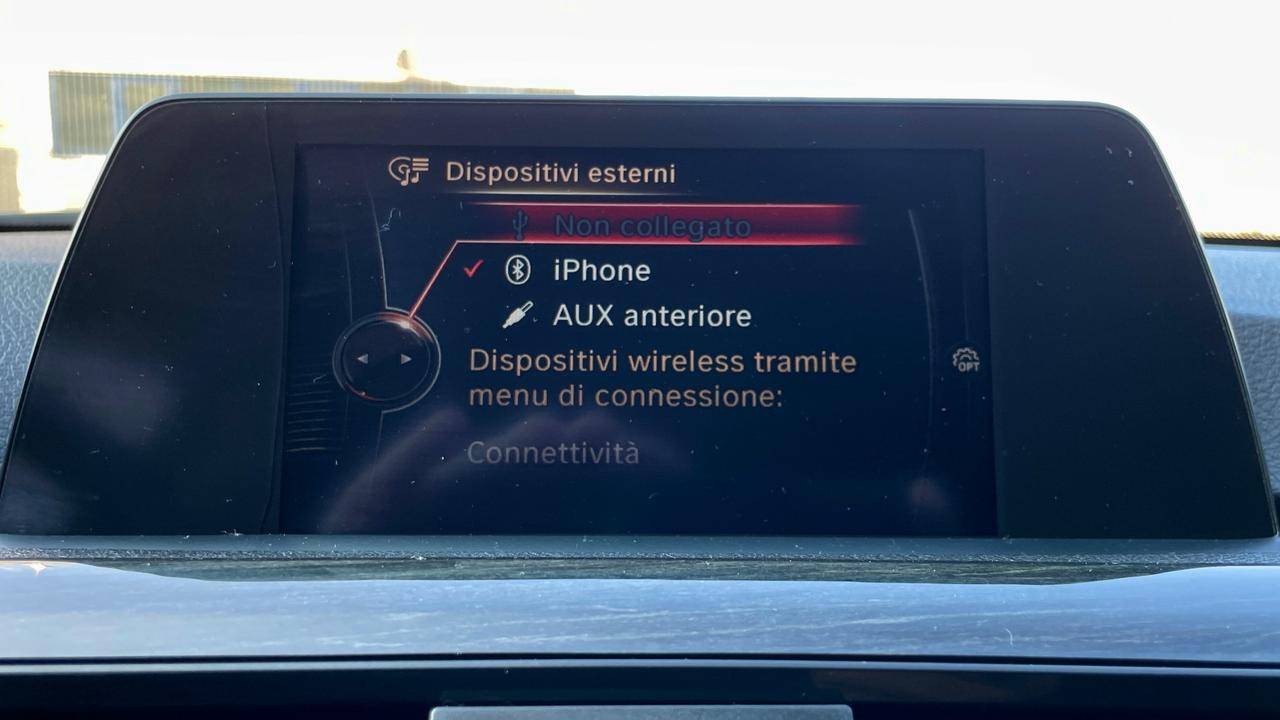 Dispositivi esterni
Non collegato
iPhone
AUX anteriore
Dispositivi wireless tramite
menu di connessione:
Connettività
OPT